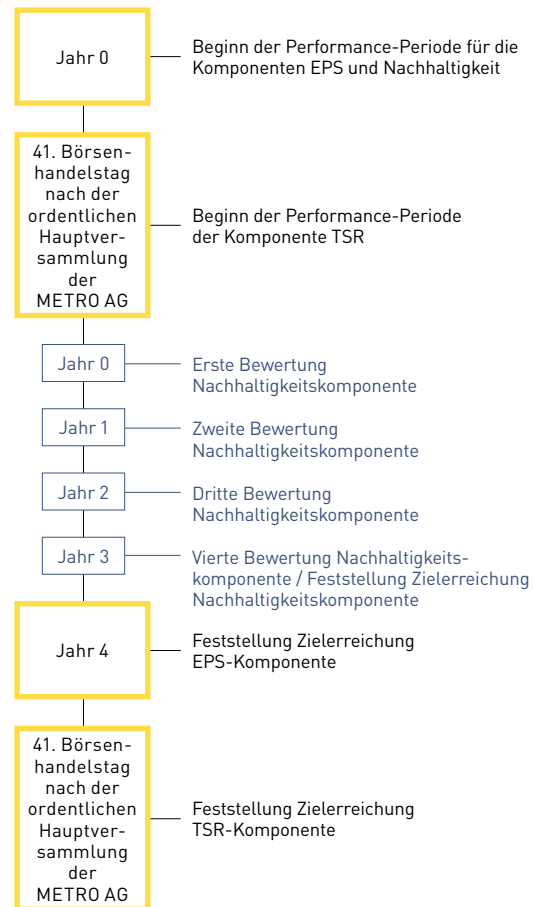 Jahr 0
Beginn der Performance-Periode für die
Komponenten EPS und Nachhaltigkeit
41. Börsen-
handelstag
nach der
ordentlichen
Hauptver-
sammlung
der
METRO AG
Beginn der Performance-Periode
der Komponente TSR
Jahr 0
Erste Bewertung
Nachhaltigkeitskomponente
Jahr 1
Zweite Bewertung
Nachhaltigkeitskomponente
Jahr 2
Dritte Bewertung
Nachhaltigkeitskomponente
Jahr 3
Vierte Bewertung Nachhaltigkeits-
komponente / Feststellung Zielerreichung
Nachhaltigkeitskomponente
Jahr 4
Feststellung Zielerreichung
EPS-Komponente
41. Börsen-
handelstag
nach der
ordentlichen
Hauptver-
sammlung
der
METRO AG
Feststellung Zielerreichung
TSR-Komponente